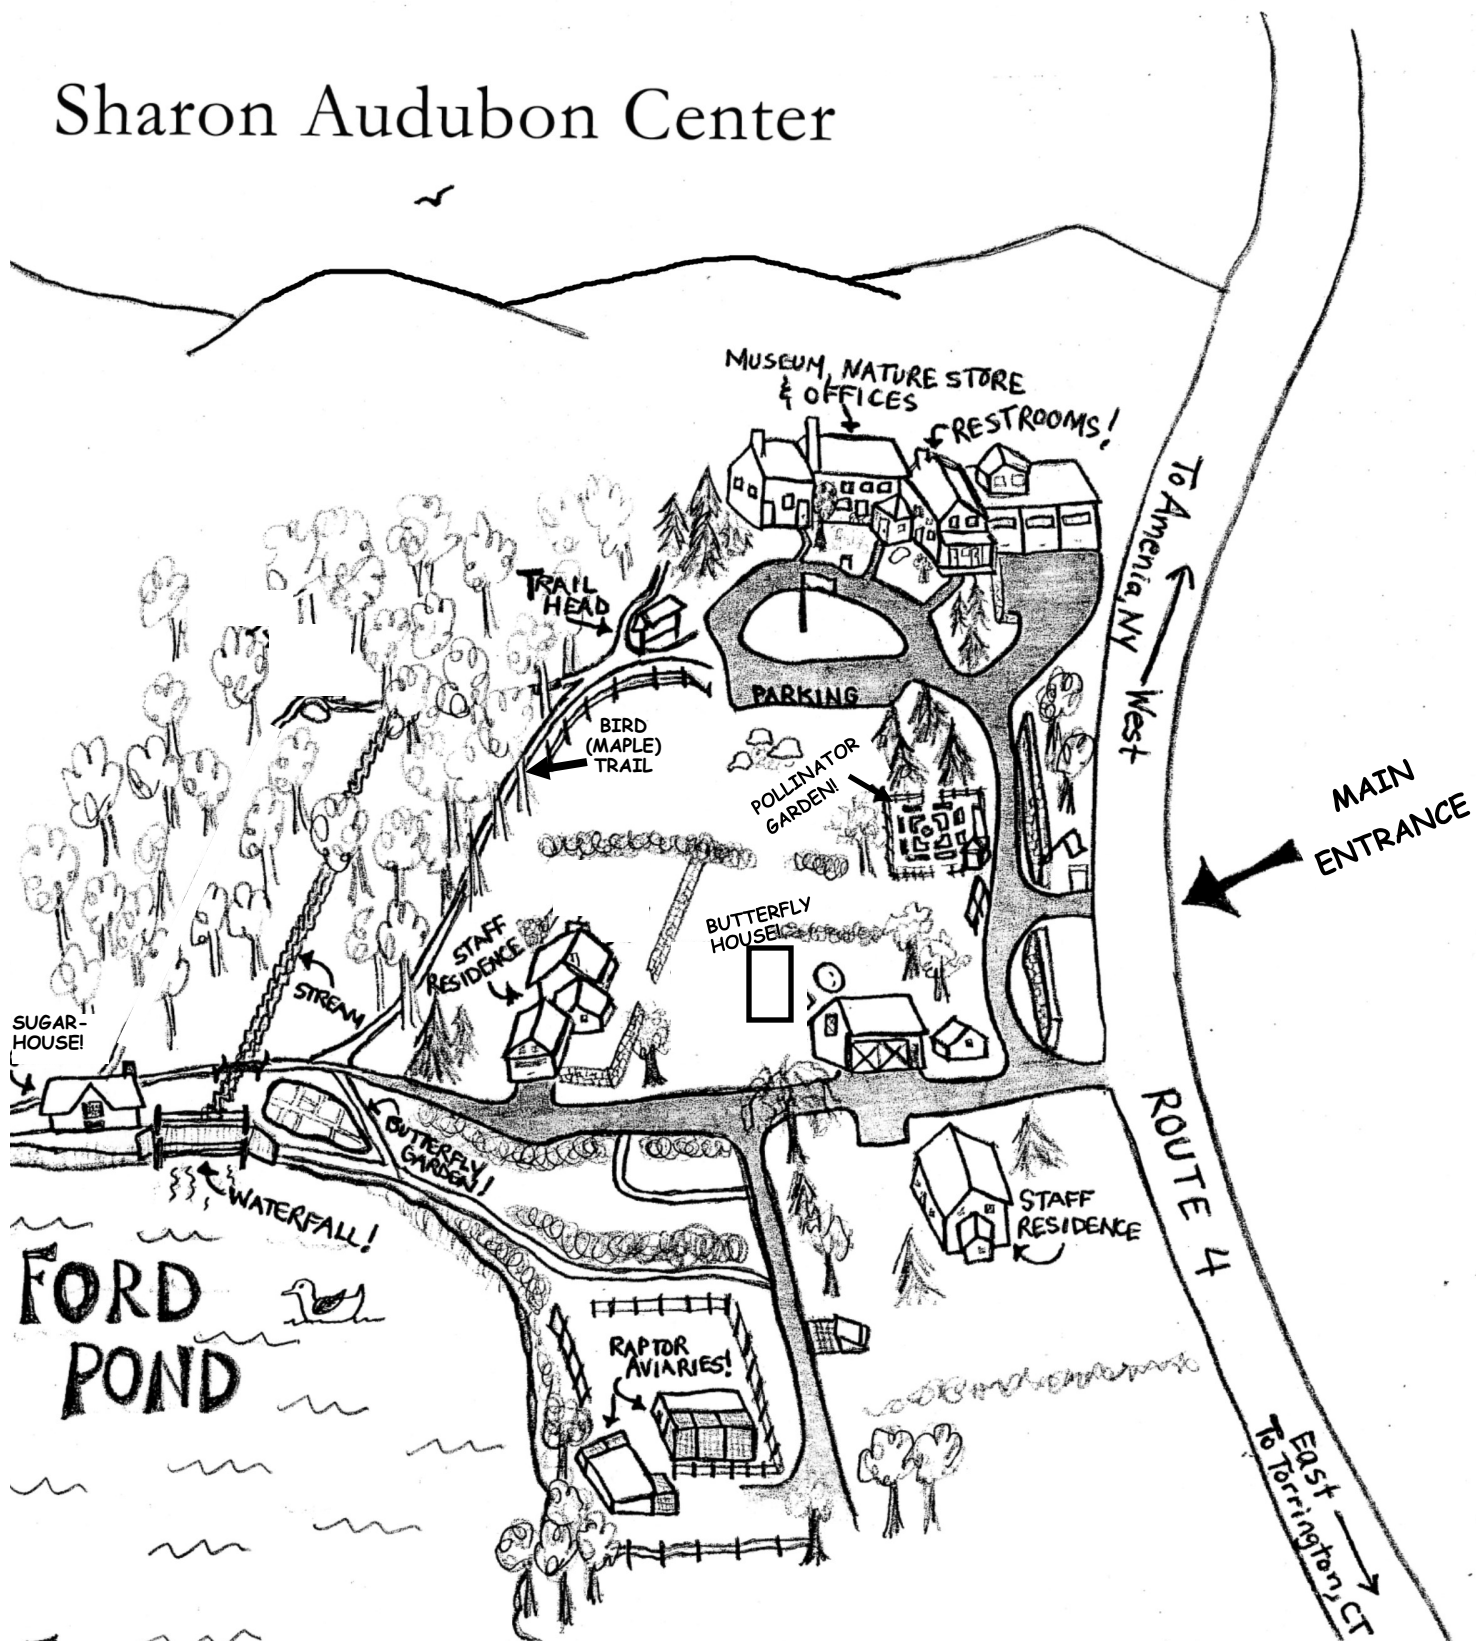 Sharon Audubon Center
MUSEUM, NATURE STORE
& OFFICES
RESTROOMS!
To Amenia, NY
West
TRAIL
HEAD
PARKING
BIRD
(MAPLE)
TRAIL
POLLINATOR
GARDEN!
MAIN
ENTRANCE
BUTTERFLY
HOUSE!
STAFF
RESIDENCE
STREAM
SUGAR-
HOUSE!
BUTTERFLY
GARDEN!
WATERFALL!
ROUTE 4
STAFF
RESIDENCE
FORD
POND
RAPTOR
AVIARIES!
East
To Torrington, CT